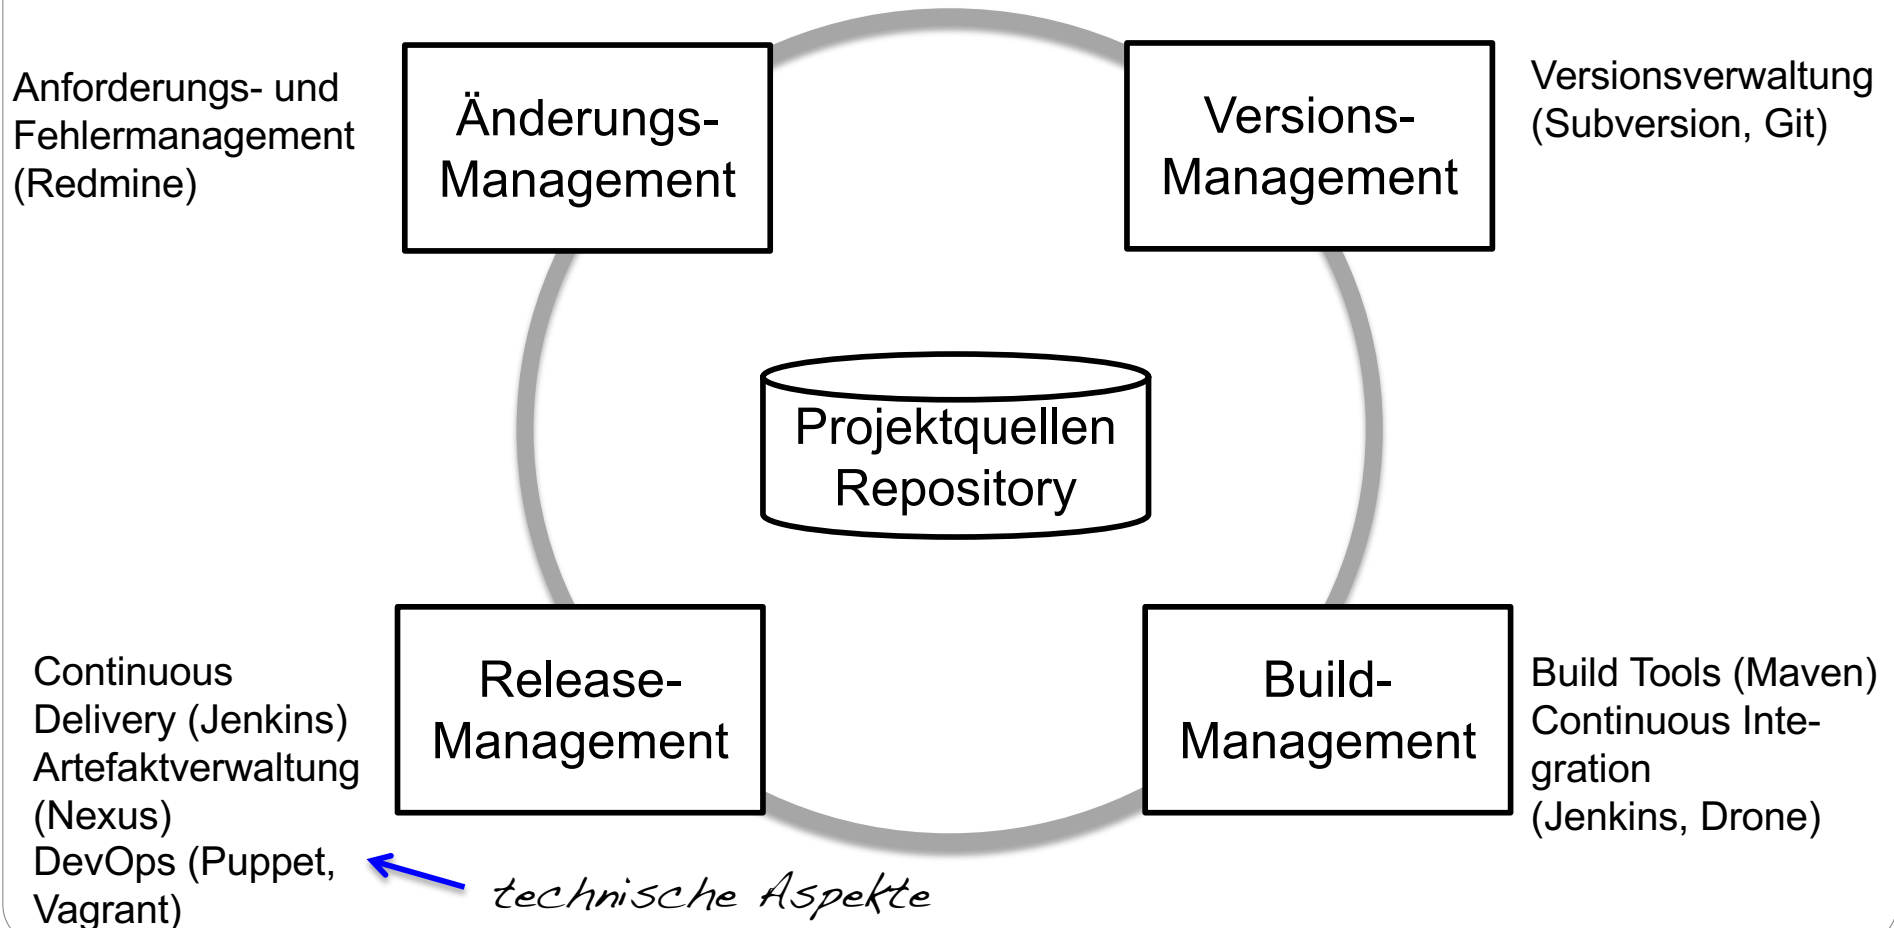 Anforderungs- und
Fehlermanagement
(Redmine)
Änderungs-
Management
Versions-
Management
Versionsverwaltung
(Subversion, Git)
Projektquellen
Repository
Continuous
Delivery (Jenkins)
Artefaktverwaltung
(Nexus)
DevOps (Puppet,
Vagrant)
Release-
Management
Build-
Management
Build Tools (Maven)
Continuous Inte-
gration
(Jenkins, Drone)
technische Aspekte